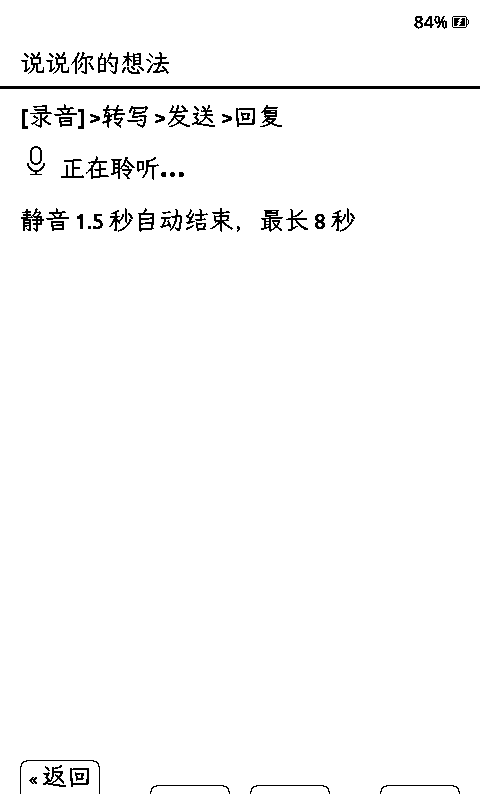 84%
说说你的想法
[录音]>转写 >发送 >回复
正在聆听...
静音 1.5 秒自动结束，最长 8 秒
« 返回